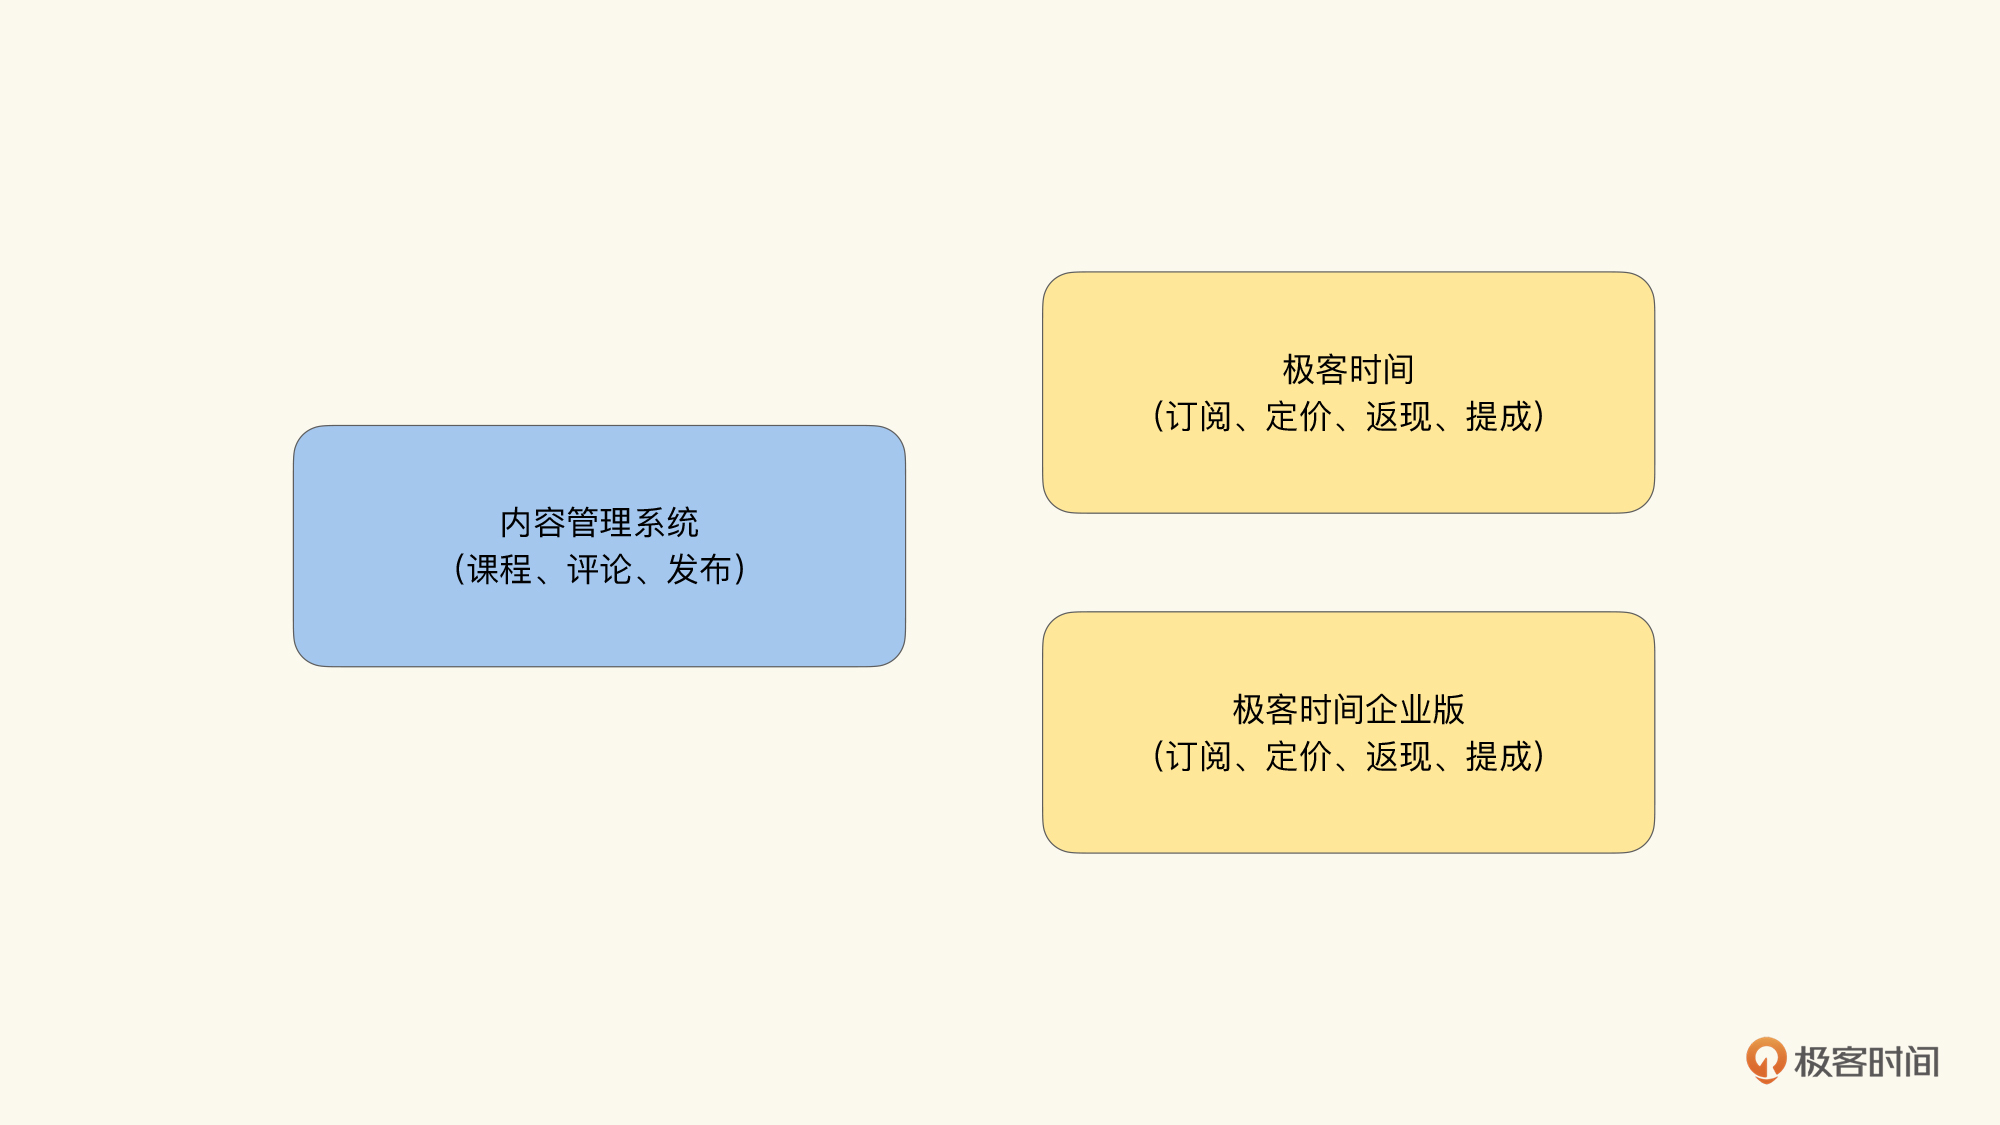 内容管理系统
（课程、评论、发布）
极客时间
（订阅、定价、返现、提成）
极客时间企业版
（订阅、定价、返现、提成）
极客时间